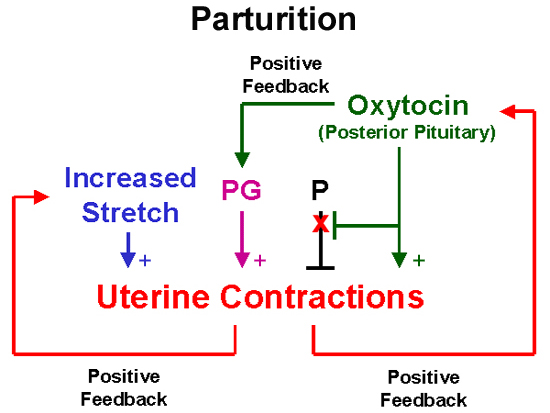 Parturition
Positive
Feedback
Oxytocin
(Posterior Pituitary)
Increased
Stretch
PG
P
X
+
+
+
Uterine Contractions
Positive
Feedback
Positive
Feedback